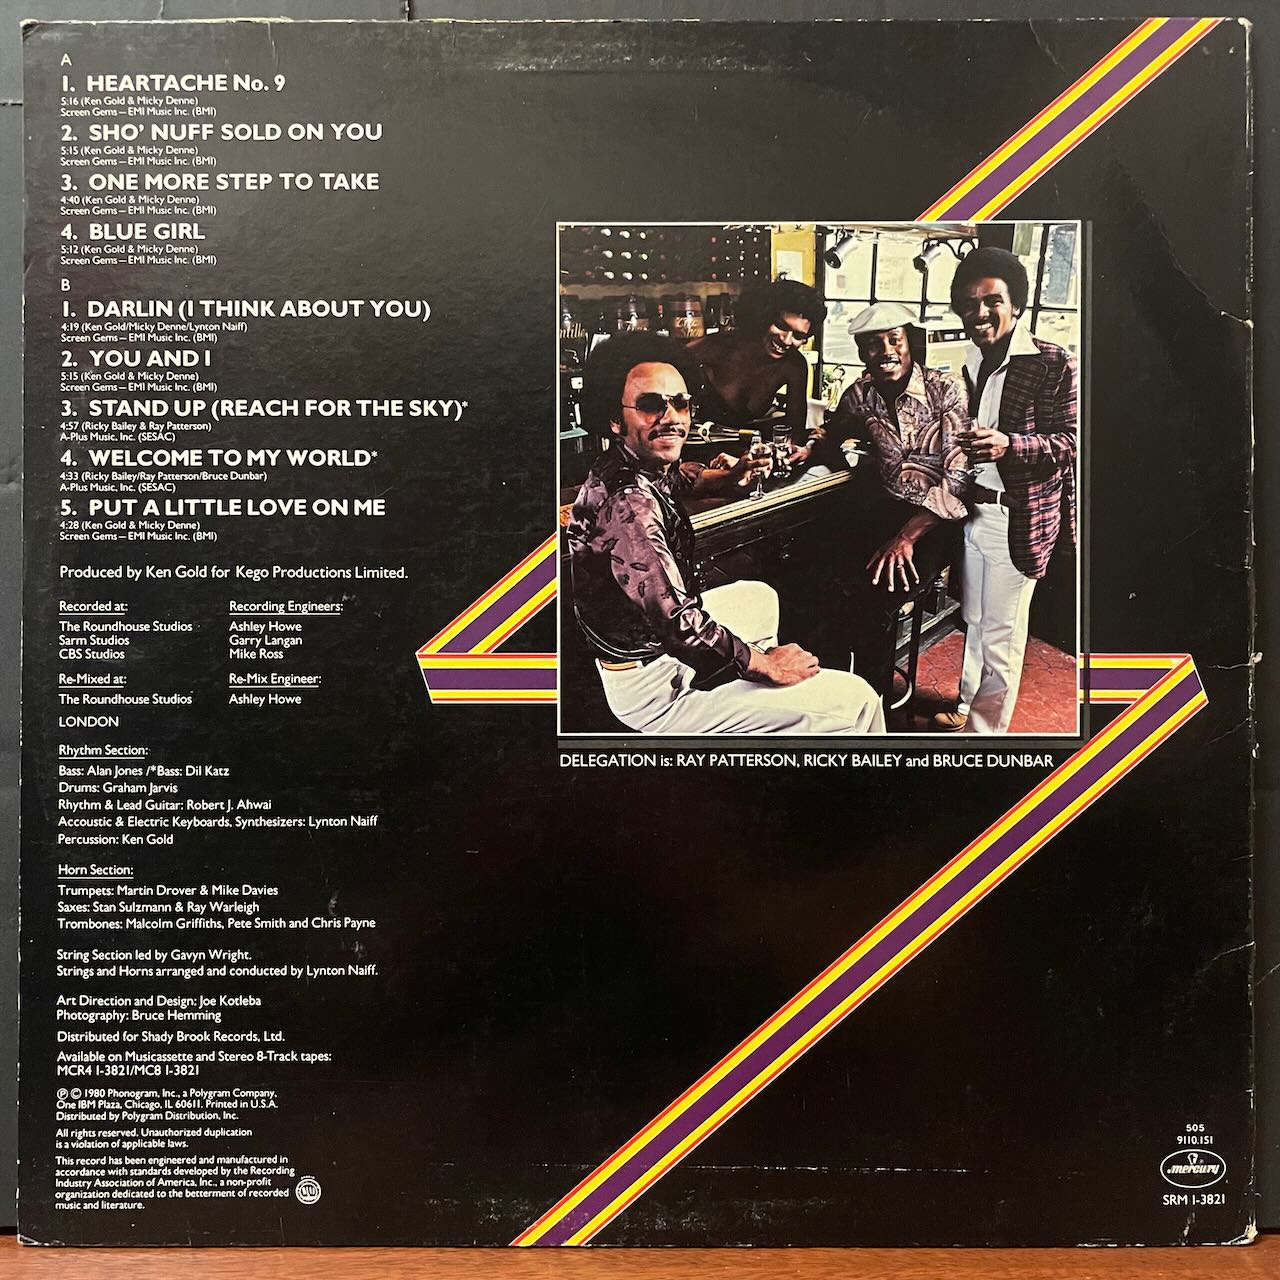 A
1. HEARTACHE No. 9
5:16 (Ken Gold & Micky Denne)
Screen Gems — EMI Music Inc. (BMI)
2. SHO' NUFF SOLD ON YOU
5:15 (Ken Gold & Micky Denne)
Screen Gems — EMI Music Inc. (BMI)
3. ONE MORE STEP TO TAKE
4:40 (Ken Gold & Micky Denne)
Screen Gems — EMI Music Inc. (BMI)
4. BLUE GIRL
5:12 (Ken Gold & Micky Denne)
Screen Gems — EMI Music Inc. (BMI)
B
1. DARLIN (I THINK ABOUT YOU)
4:19 (Ken Gold/Micky Denne/Lynton Naiff)
Screen Gems — EMI Music Inc. (BMI)
2. YOU AND I
5:15 (Ken Gold & Micky Denne)
Screen Gems — EMI Music Inc. (BMI)
3. STAND UP (REACH FOR THE SKY)*
4:57 (Ricky Bailey & Ray Patterson)
A-Plus Music, Inc. (SESAC)
4. WELCOME TO MY WORLD*
4:33 (Ricky Bailey/Ray Patterson/Bruce Dunbar)
A-Plus Music, Inc. (SESAC)
5. PUT A LITTLE LOVE ON ME
4:28 (Ken Gold & Micky Denne)
Screen Gems — EMI Music Inc. (BMI)
Produced by Ken Gold for Kego Productions Limited.
Recorded at: Recording Engineers:
The Roundhouse Studios Ashley Howe
Sarm Studios Garry Langan
CBS Studios Mike Ross
Re-Mixed at: Re-Mix Engineer:
The Roundhouse Studios Ashley Howe
LONDON
Rhythm Section:
Bass: Alan Jones /*Bass: Dil Katz
Drums: Graham Jarvis
Rhythm & Lead Guitar: Robert J. Ahwai
Accoustic & Electric Keyboards, Synthesizers: Lynton Naiff
Percussion: Ken Gold
Horn Section:
Trumpets: Martin Drover & Mike Davies
Saxes: Stan Sulzmann & Ray Warleigh
Trombones: Malcolm Griffiths, Pete Smith and Chris Payne
String Section led by Gavyn Wright.
Strings and Horns arranged and conducted by Lynton Naiff.
Art Direction and Design: Joe Kotleba
Photography: Bruce Hemming
Distributed for Shady Brook Records, Ltd.
Available on Musicassette and Stereo 8-Track tapes:
MCR4 1-3821/MC8 1-3821
℗ © 1980 Phonogram, Inc., a Polygram Company,
One IBM Plaza, Chicago, IL 60611. Printed in U.S.A.
Distributed by Polygram Distribution, Inc.
All rights reserved. Unauthorized duplication
is a violation of applicable laws.
This record has been engineered and manufactured in
accordance with standards developed by the Recording
Industry Association of America, Inc., a non-profit
organization dedicated to the betterment of recorded
music and literature.
DELEGATION is: RAY PATTERSON, RICKY BAILEY and BRUCE DUNBAR
505
9110.151
mercury
SRM 1-3821